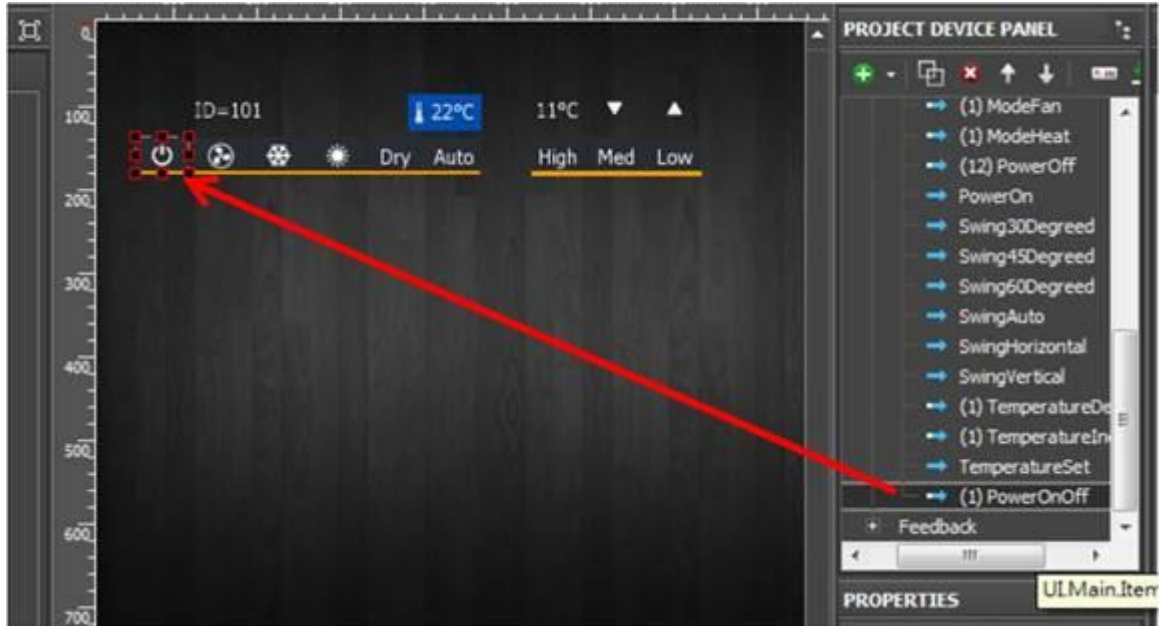 PROJECT DEVICE PANEL
0
100
200
300
400
500
600
700
ID=101
22°C
11°C
Dry Auto
High Med Low
(1) ModeFan
(1) ModeHeat
(12) PowerOff
PowerOn
Swing30Degreed
Swing45Degreed
Swing60Degreed
SwingAuto
SwingHorizontal
SwingVertical
(1) TemperatureDe
(1) TemperatureIn
TemperatureSet
(1) PowerOnOff
Feedback
PROPERTIES
UI.Main.Item